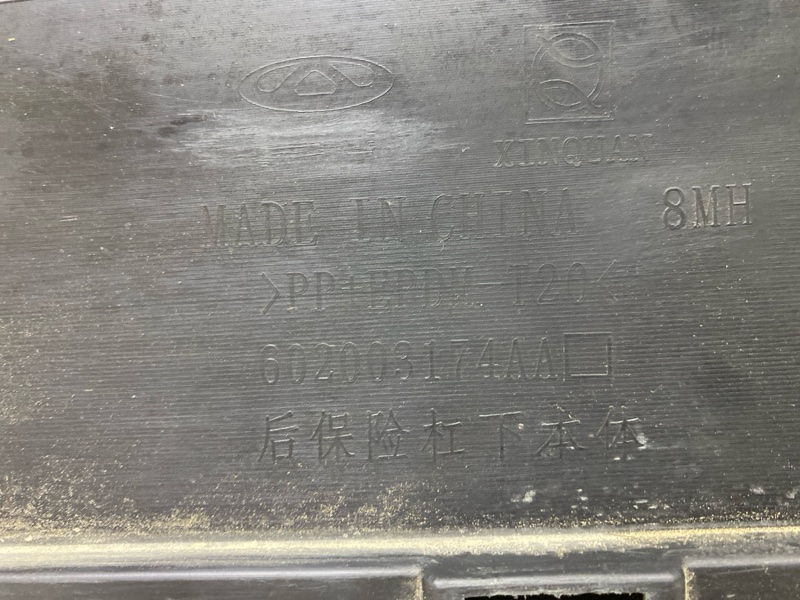 XINQUAN
MADE IN CHINA 8MH
>PP+EPDM-T20<
602003174AA
后保险杠下本体